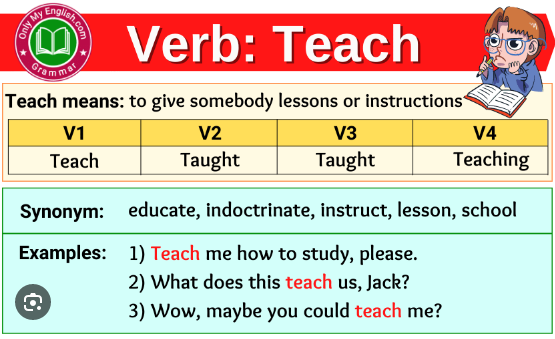 Only My English.com
Grammar
Verb: Teach
Teach means: to give somebody lessons or instructions
V1 V2 V3 V4
Teach Taught Taught Teaching
Synonym: educate, indoctrinate, instruct, lesson, school
Examples: 1) Teach me how to study, please.
2) What does this teach us, Jack?
3) Wow, maybe you could teach me?